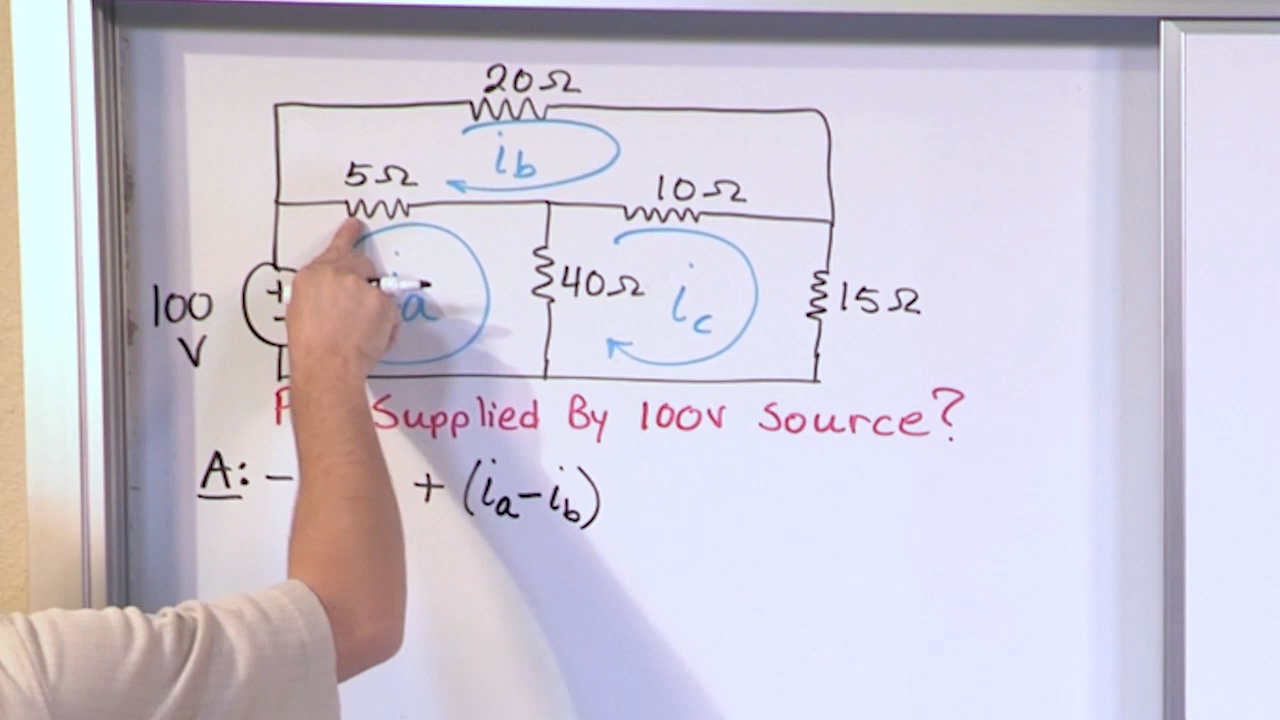 20Ω
ib
5Ω
10Ω
+
a
40Ω
ic
15Ω
100
V
Supplied By 100V Source?
A: - + (ia-ib)